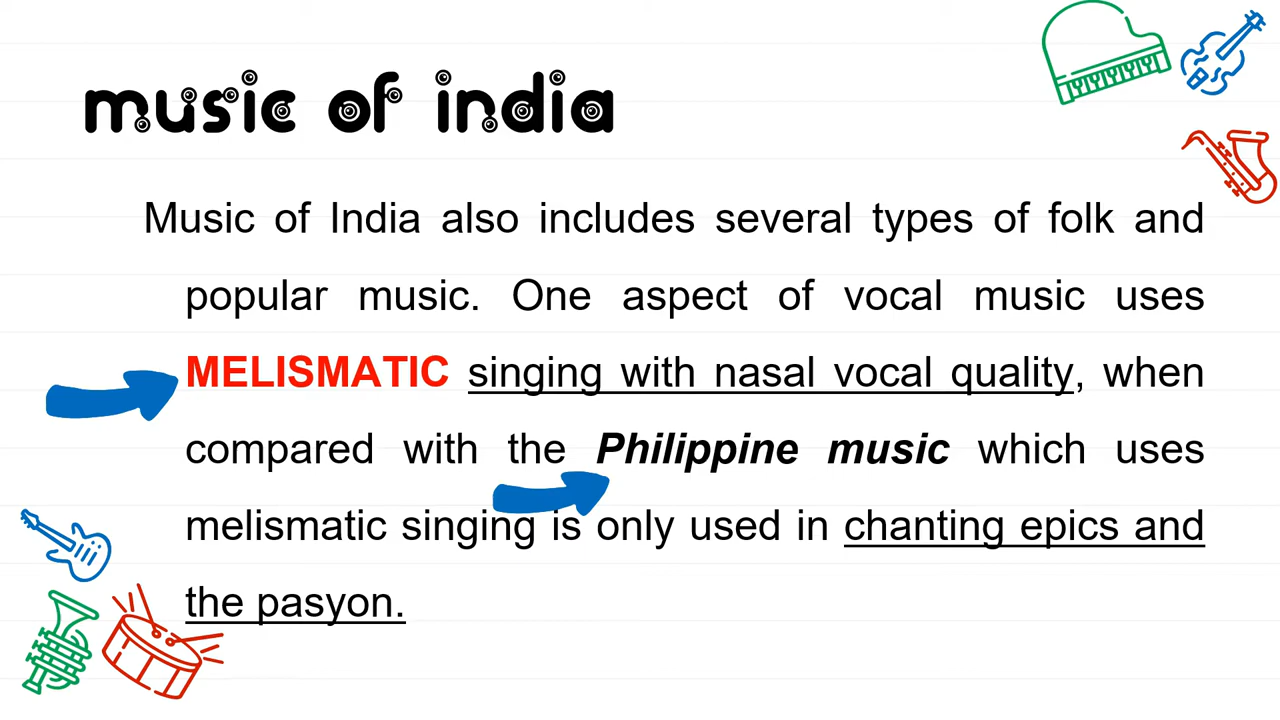 music of india
Music of India also includes several types of folk and
popular music. One aspect of vocal music uses
MELISMATIC singing with nasal vocal quality, when
compared with the Philippine music which uses
melismatic singing is only used in chanting epics and
the pasyon.